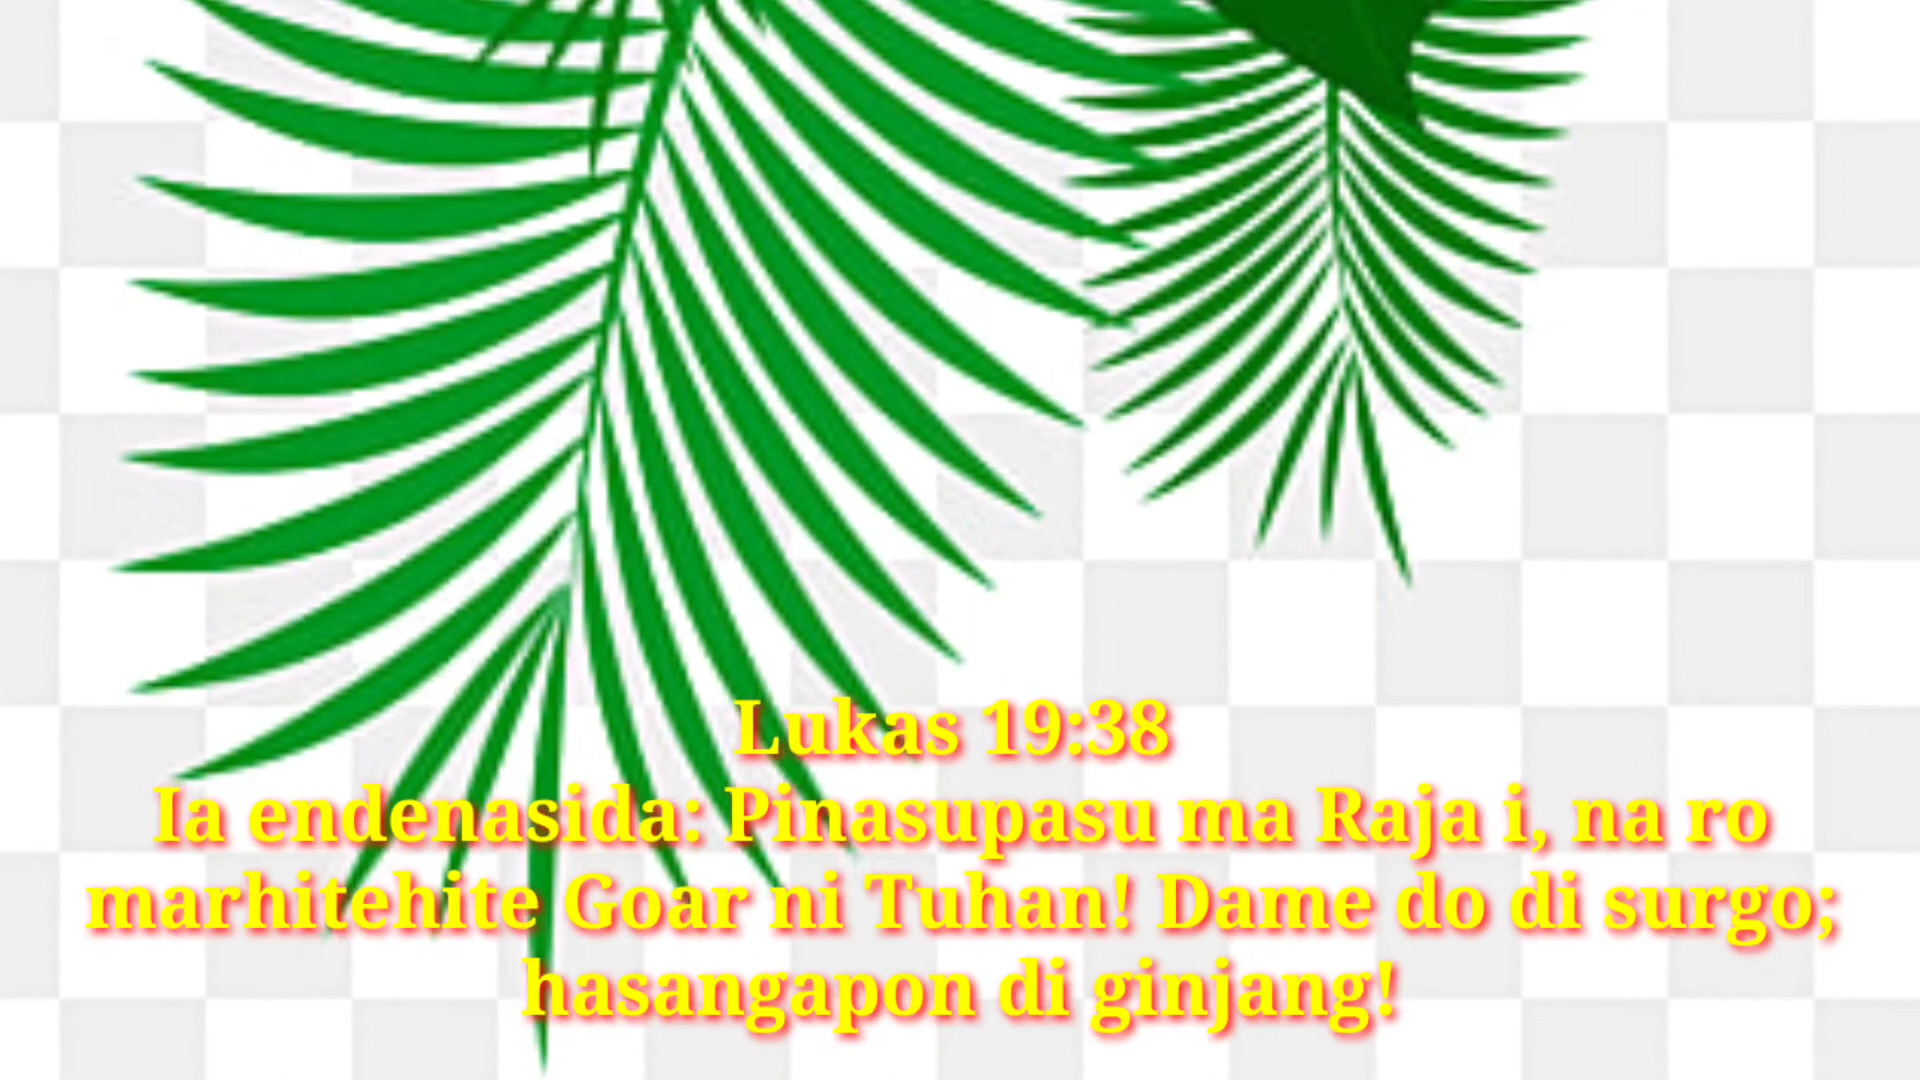 Lukas 19:38
Ia endenasida: Pinasupasu ma Raja i, na ro
marhitehite Goar ni Tuhan! Dame do di surgo;
hasangapon di ginjang!